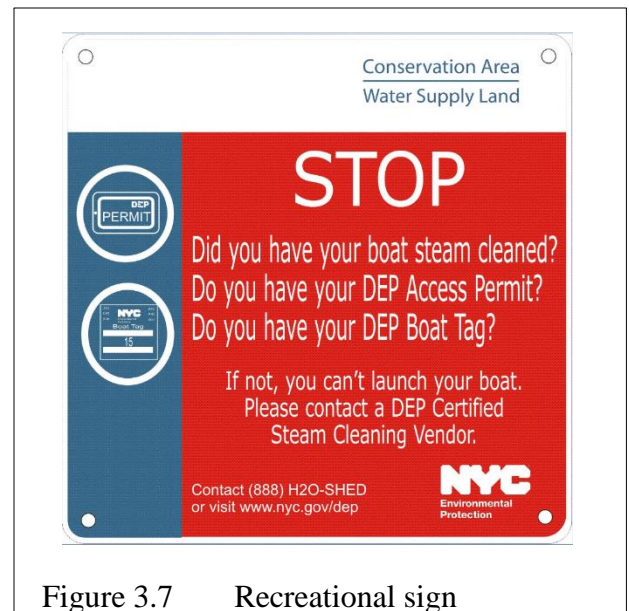 Conservation Area
Water Supply Land
STOP
DEP
PERMIT
Did you have your boat steam cleaned?
Do you have your DEP Access Permit?
Do you have your DEP Boat Tag?
NYC
Boat Tag
15
If not, you can't launch your boat.
Please contact a DEP Certified
Steam Cleaning Vendor.
Contact (888) H2O-SHED
or visit www.nyc.gov/dep
NYC
Environmental
Protection
Figure 3.7 Recreational sign